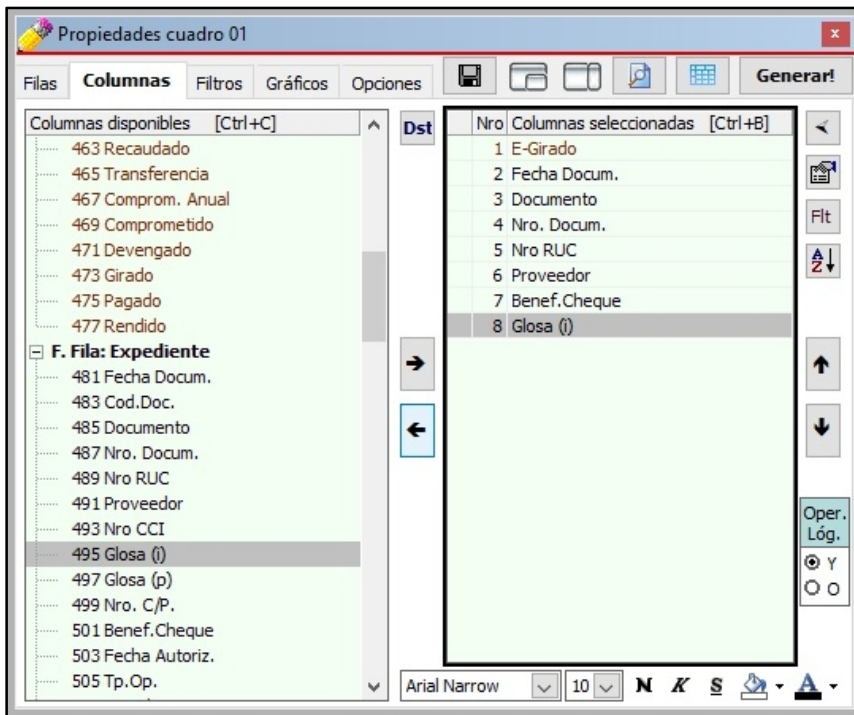 Propiedades cuadro 01
x
Filas Columnas Filtros Gráficos Opciones Generar!
Columnas disponibles [Ctrl+C]
463 Recaudado
465 Transferencia
467 Comprom. Anual
469 Comprometido
471 Devengado
473 Girado
475 Pagado
477 Rendido
F. Fila: Expediente
481 Fecha Docum.
483 Cod.Doc.
485 Documento
487 Nro. Docum.
489 Nro RUC
491 Proveedor
493 Nro CCI
495 Glosa (i)
497 Glosa (p)
499 Nro. C/P.
501 Benef.Cheque
503 Fecha Autoriz.
505 Tp.Op.
Dst
Nro Columnas seleccionadas [Ctrl+B]
1 E-Girado
2 Fecha Docum.
3 Documento
4 Nro. Docum.
5 Nro RUC
6 Proveedor
7 Benef.Cheque
8 Glosa (i)
Flt
A
Z
Oper.
Lóg.
Y
O
Arial Narrow 10 N K S A